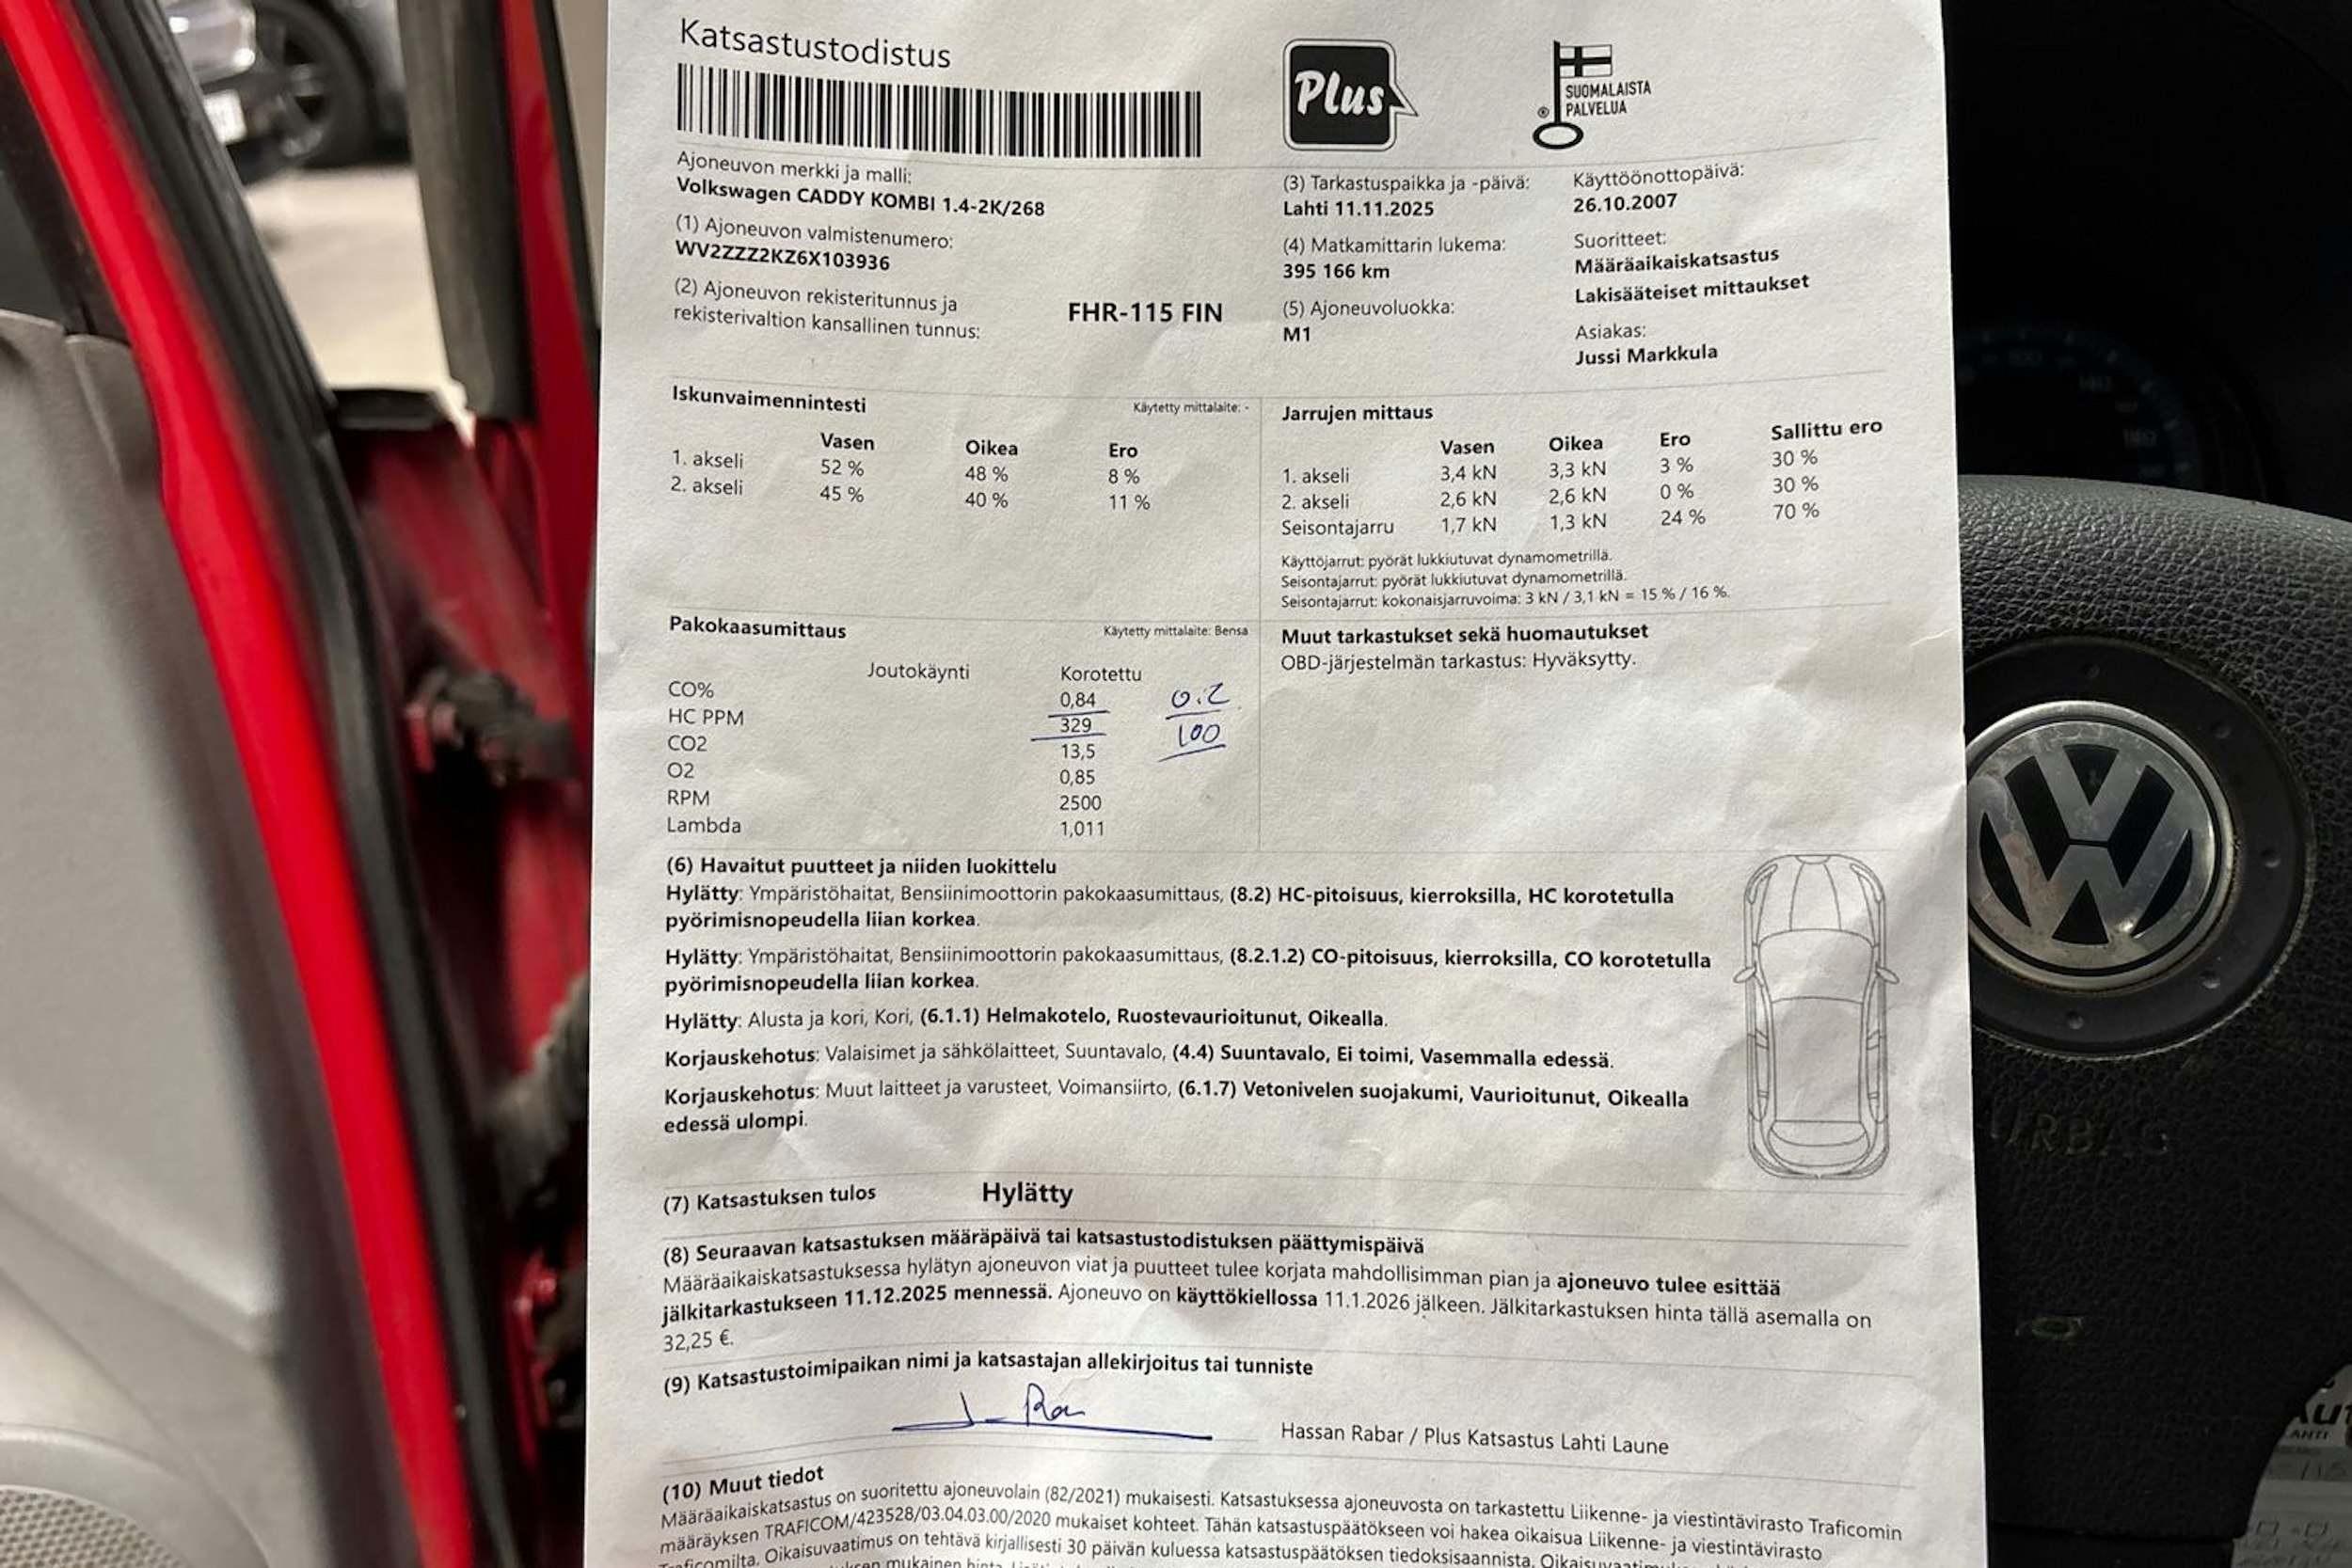 Katsastustodistus
Plus
SUOMALAISTA
PALVELUA
®
Ajoneuvon merkki ja malli:
Volkswagen CADDY KOMBI 1.4-2K/268
(1) Ajoneuvon valmistenumero:
WV2ZZZ2KZ6X103936
(2) Ajoneuvon rekisteritunnus ja
rekisterivaltion kansallinen tunnus:
FHR-115 FIN
(3) Tarkastuspaikka ja -päivä:
Lahti 11.11.2025
(4) Matkamittarin lukema:
395 166 km
(5) Ajoneuvoluokka:
M1
Käyttöönottopäivä:
26.10.2007
Suoritteet:
Määräaikaiskatsastus
Lakisääteiset mittaukset
Asiakas:
Jussi Markkula
Iskunvaimennintesti Käytetty mittalaite: -
Vasen Oikea Ero
1. akseli 52 % 48 % 8 %
2. akseli 45 % 40 % 11 %
Jarrujen mittaus
Vasen Oikea Ero Sallittu ero
1. akseli 3,4 kN 3,3 kN 3 % 30 %
2. akseli 2,6 kN 2,6 kN 0 % 30 %
Seisontajarru 1,7 kN 1,3 kN 24 % 70 %
Käyttöjarrut: pyörät lukkiutuvat dynamometrillä.
Seisontajarrut: pyörät lukkiutuvat dynamometrillä.
Seisontajarrut: kokonaisjarruvoima: 3 kN / 3,1 kN = 15 % / 16 %.
Pakokaasumittaus Käytetty mittalaite: Bensa
Joutokäynti Korotettu
CO% 0,84 0.2
HC PPM 329 100
CO2 13,5
O2 0,85
RPM 2500
Lambda 1,011
Muut tarkastukset sekä huomautukset
OBD-järjestelmän tarkastus: Hyväksytty.
(6) Havaitut puutteet ja niiden luokittelu
Hylätty: Ympäristöhaitat, Bensiinimoottorin pakokaasumittaus, (8.2) HC-pitoisuus, kierroksilla, HC korotetulla
pyörimisnopeudella liian korkea.
Hylätty: Ympäristöhaitat, Bensiinimoottorin pakokaasumittaus, (8.2.1.2) CO-pitoisuus, kierroksilla, CO korotetulla
pyörimisnopeudella liian korkea.
Hylätty: Alusta ja kori, Kori, (6.1.1) Helmakotelo, Ruostevaurioitunut, Oikealla.
Korjauskehotus: Valaisimet ja sähkölaitteet, Suuntavalo, (4.4) Suuntavalo, Ei toimi, Vasemmalla edessä.
Korjauskehotus: Muut laitteet ja varusteet, Voimansiirto, (6.1.7) Vetonivelen suojakumi, Vaurioitunut, Oikealla
edessä ulompi.
(7) Katsastuksen tulos Hylätty
(8) Seuraavan katsastuksen määräpäivä tai katsastustodistuksen päättymispäivä
Määräaikaiskatsastuksessa hylätyn ajoneuvon viat ja puutteet tulee korjata mahdollisimman pian ja ajoneuvo tulee esittää
jälkitarkastukseen 11.12.2025 mennessä. Ajoneuvo on käyttökiellossa 11.1.2026 jälkeen. Jälkitarkastuksen hinta tällä asemalla on
32,25 €.
(9) Katsastustoimipaikan nimi ja katsastajan allekirjoitus tai tunniste
Hassan Rabar / Plus Katsastus Lahti Laune
(10) Muut tiedot
Määräaikaiskatsastus on suoritettu ajoneuvolain (82/2021) mukaisesti. Katsastuksessa ajoneuvosta on tarkastettu Liikenne- ja viestintävirasto Traficomin
määräyksen TRAFICOM/423528/03.04.03.00/2020 mukaiset kohteet. Tähän katsastuspäätökseen voi hakea oikaisua Liikenne- ja viestintävirasto
Traficomilta. Oikaisuvaatimus on tehtävä kirjallisesti 30 päivän kuluessa katsastuspäätöksen tiedoksisaannista.
mukainen hinta
AIRBAG